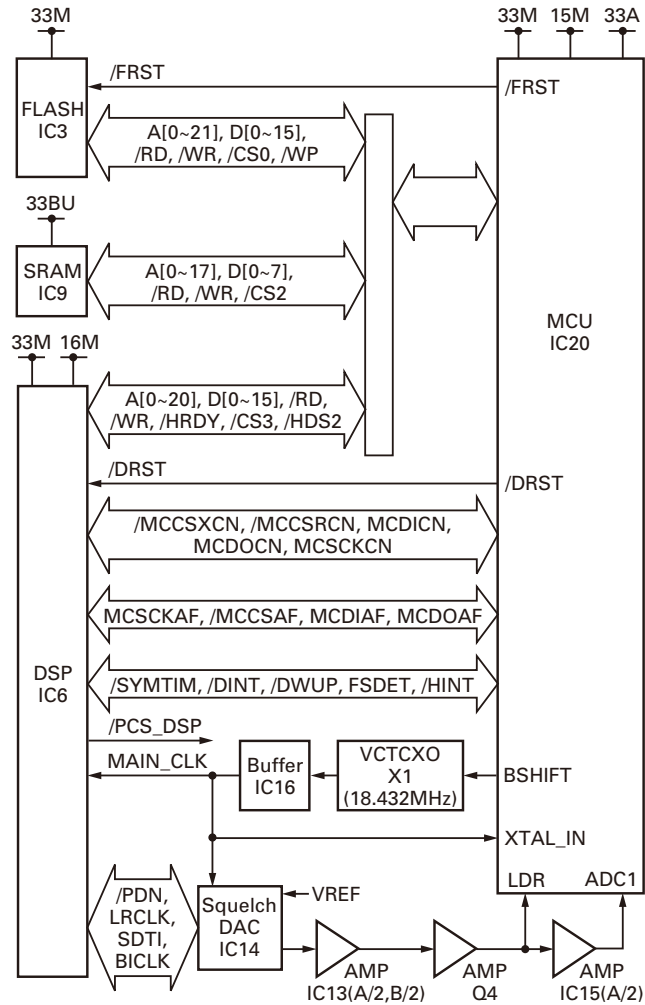 33M
33M
15M
33A
/FRST
/FRST
FLASH
IC3
A[0~21], D[0~15],
/RD, /WR, /CS0, /WP
33BU
SRAM
IC9
A[0~17], D[0~7],
/RD, /WR, /CS2
MCU
IC20
33M
16M
A[0~20], D[0~15], /RD,
/WR, /HRDY, /CS3, /HDS2
/DRST
/DRST
/MCCSXCN, /MCCSRCN, MCDICN,
MCDOCN, MCSCKCN
MCSCKAF, /MCCSAF, MCDIAF, MCDOAF
DSP
IC6
/SYMTIM, /DINT, /DWUP, FSDET, /HINT
/PCS_DSP
MAIN_CLK
Buffer
IC16
VCTCXO
X1
(18.432MHz)
BSHIFT
XTAL_IN
LDR
ADC1
/PDN,
LRCLK,
SDTI,
BICLK
Squelch
DAC
IC14
VREF
AMP
IC13(A/2,B/2)
AMP
Q4
AMP
IC15(A/2)